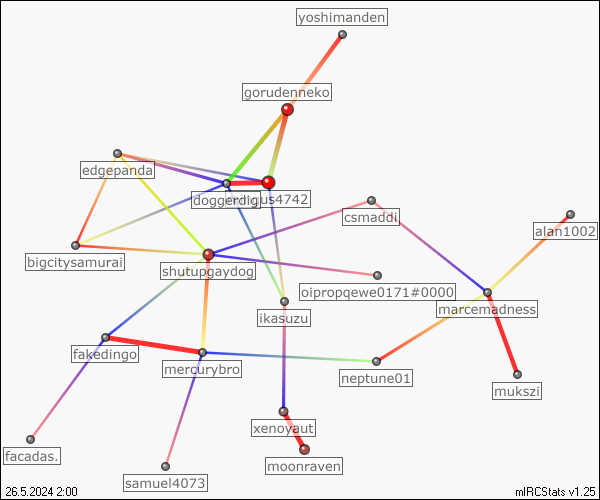 yoshimanden
gorudenneko
edgepanda
us4742
csmaddi
alan1002
bigcitysamurai
shutupgaydog
oipropqewe0171#0000
marcemadness
ikasuzu
fakedingo
mercurybro
neptune01
mukszi
xenoyaut
facadas.
moonraven
samuel4073
26.5.2024 2:00
mIRCStats v1.25